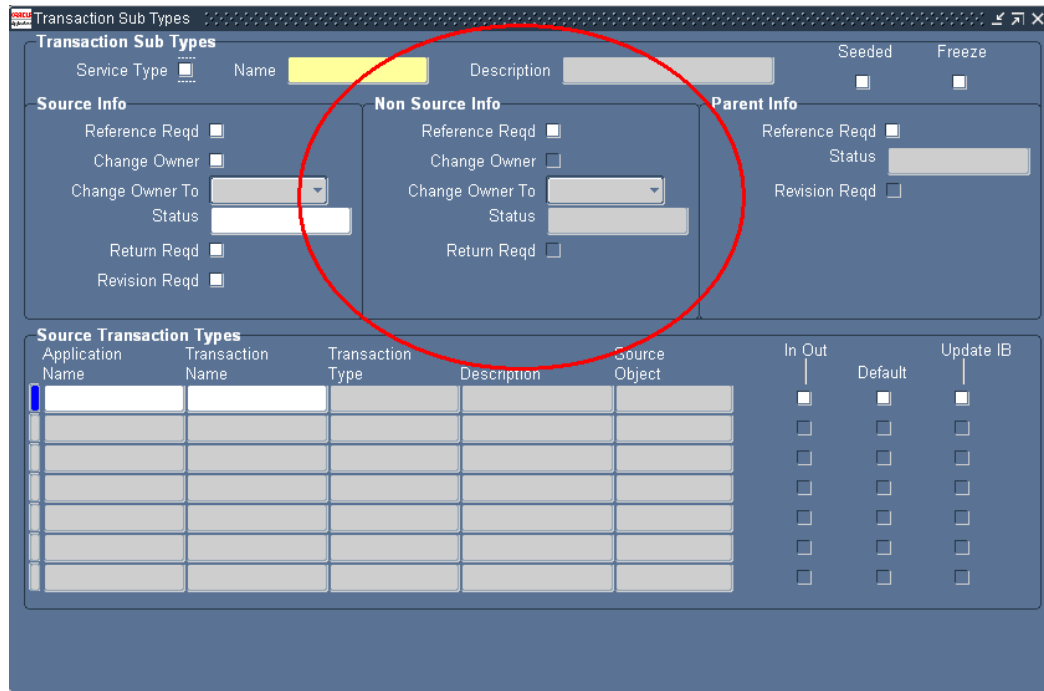 ORACLE
Transaction Sub Types
Transaction Sub Types
Service Type Name Description Seeded Freeze
Source Info
Reference Reqd
Change Owner
Change Owner To
Status
Return Reqd
Revision Reqd
Non Source Info
Reference Reqd
Change Owner
Change Owner To
Status
Return Reqd
Parent Info
Reference Reqd
Status
Revision Reqd
Source Transaction Types
Application Name
Transaction Name
Transaction Type
Description
Source Object
In Out
Default
Update IB